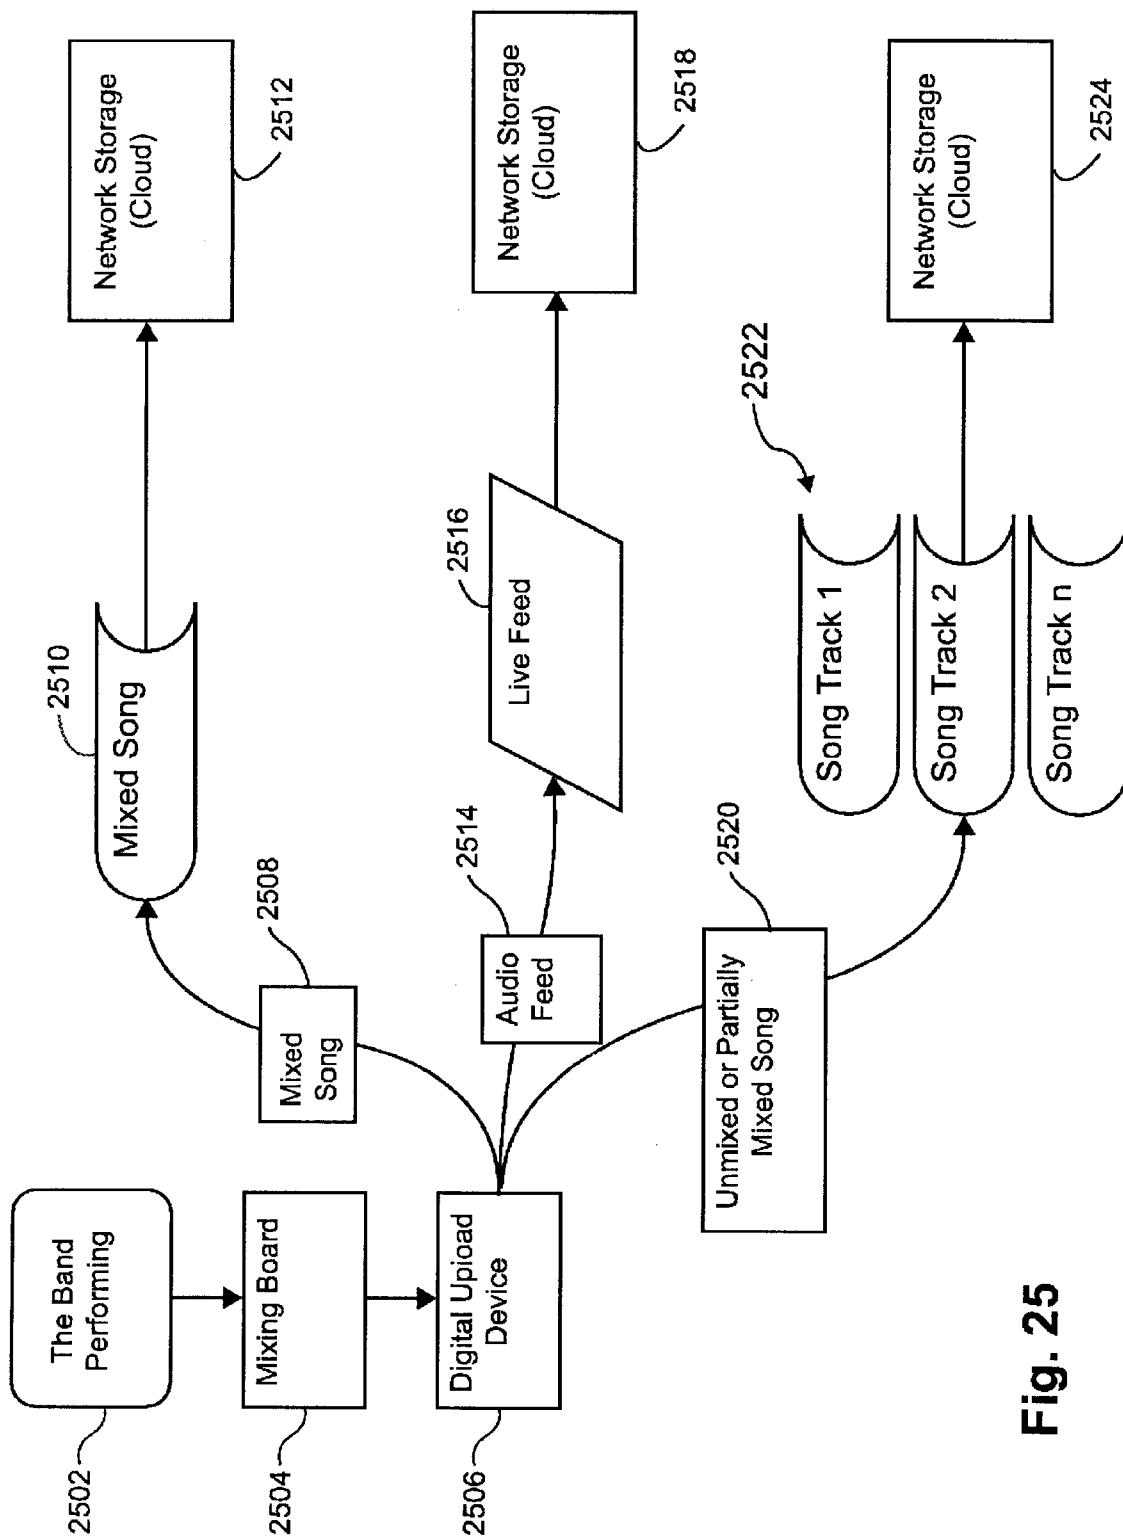 2502
The Band
Performing
2504
Mixing Board
2506
Digital Upioad
Device
2508
Mixed
Song
2510
Mixed Song
Network Storage
(Cloud)
2512
2514
Audio
Feed
2516
Live Feed
Network Storage
(Cloud)
2518
2520
Unmixed or Partially
Mixed Song
2522
Song Track 1
Song Track 2
Song Track n
Network Storage
(Cloud)
2524
Fig. 25